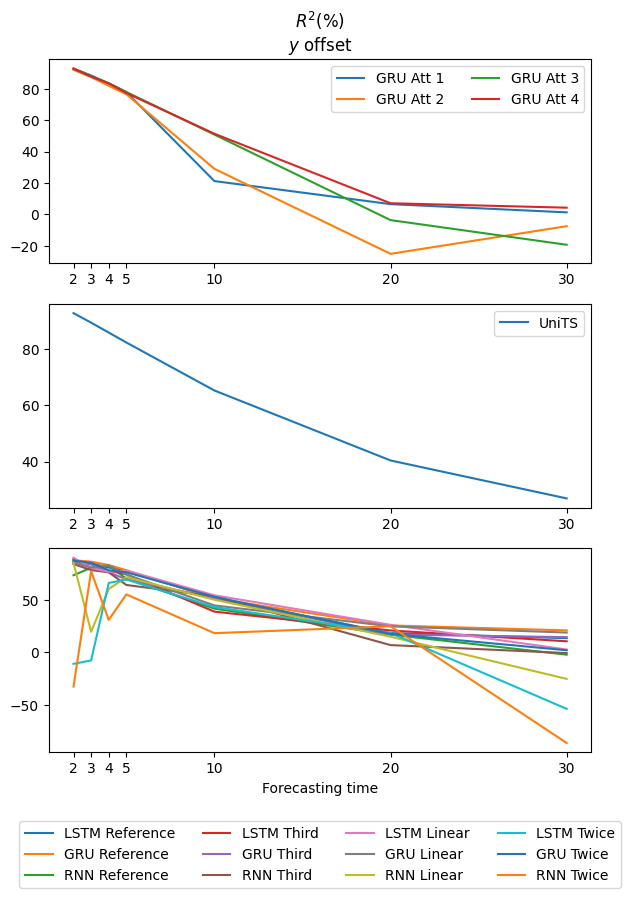 R²(%)
y offset
GRU Att 1 GRU Att 3
GRU Att 2 GRU Att 4
80
60
40
20
0
−20
2 3 4 5 10 20 30
UniTS
80
60
40
2 3 4 5 10 20 30
50
0
−50
2 3 4 5 10 20 30
Forecasting time
LSTM Reference LSTM Third LSTM Linear LSTM Twice
GRU Reference GRU Third GRU Linear GRU Twice
RNN Reference RNN Third RNN Linear RNN Twice